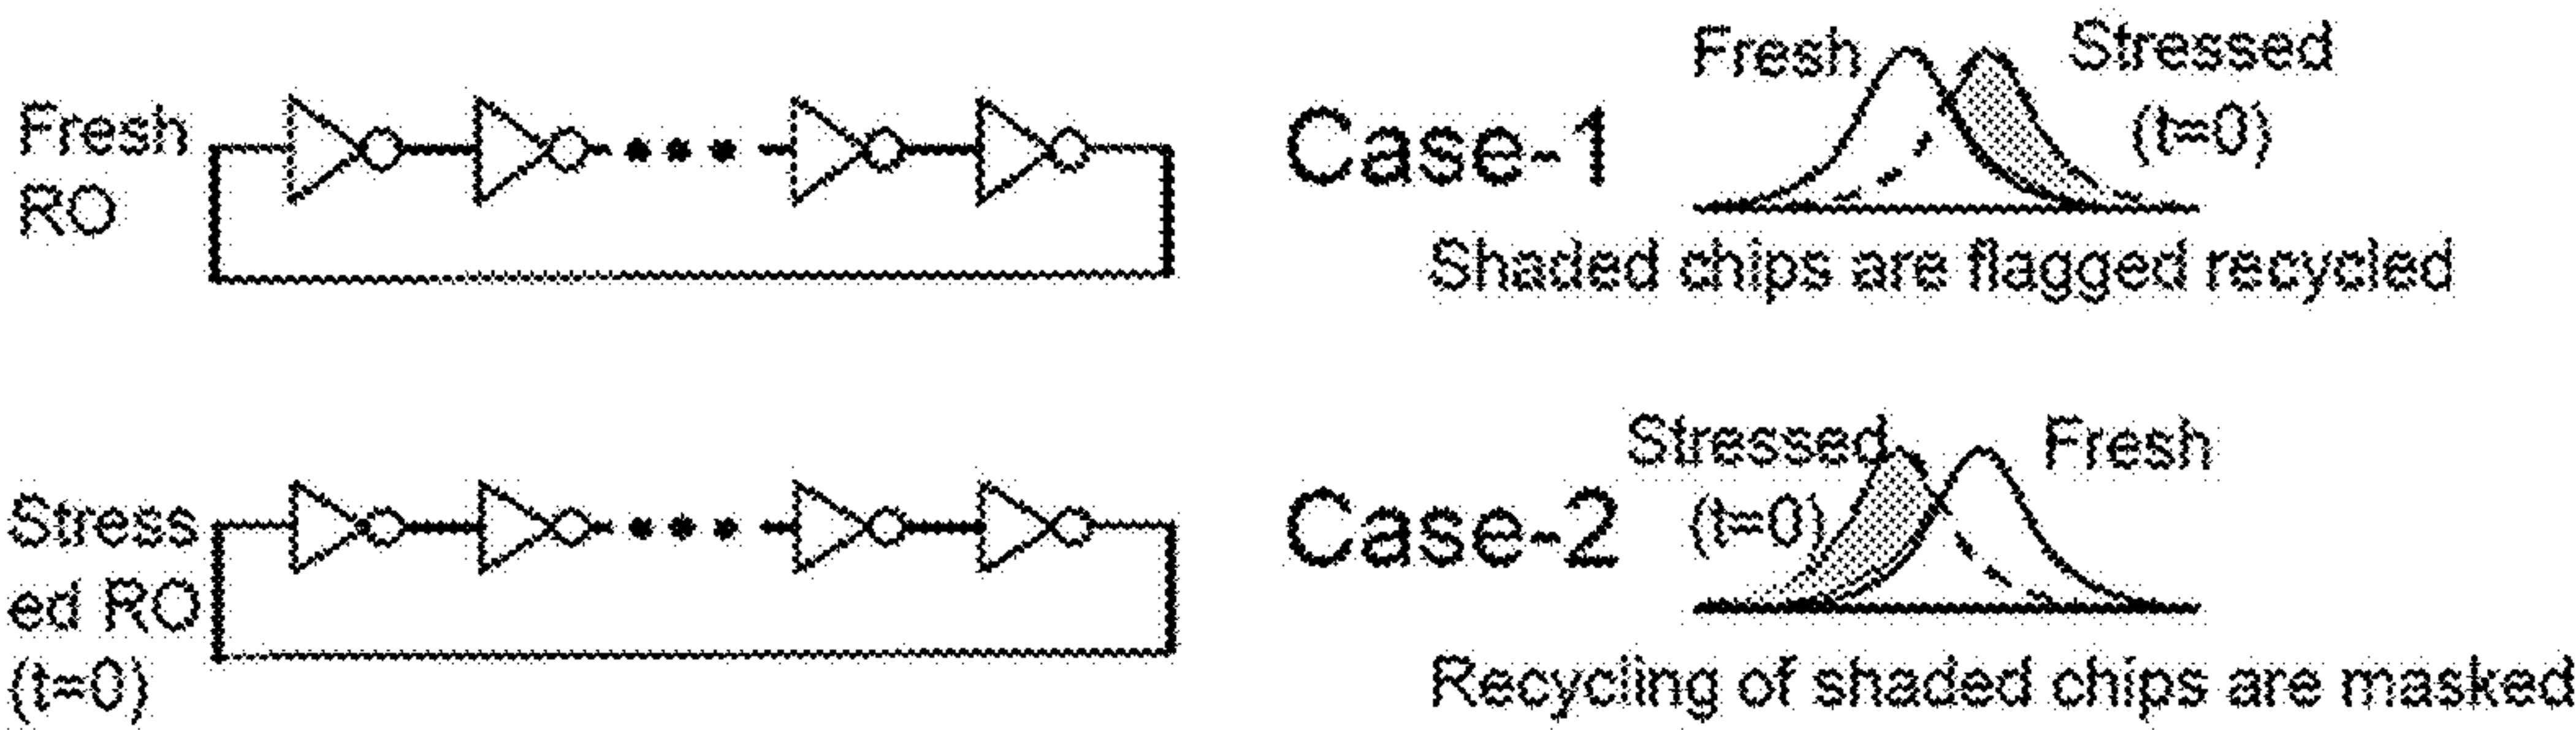 Fresh
RO
Case-1
Fresh
Stressed
(t=0)
Shaded chips are flagged recycled
Stress
ed RO
(t=0)
Case-2
Stressed
(t=0)
Fresh
Recycling of shaded chips are masked